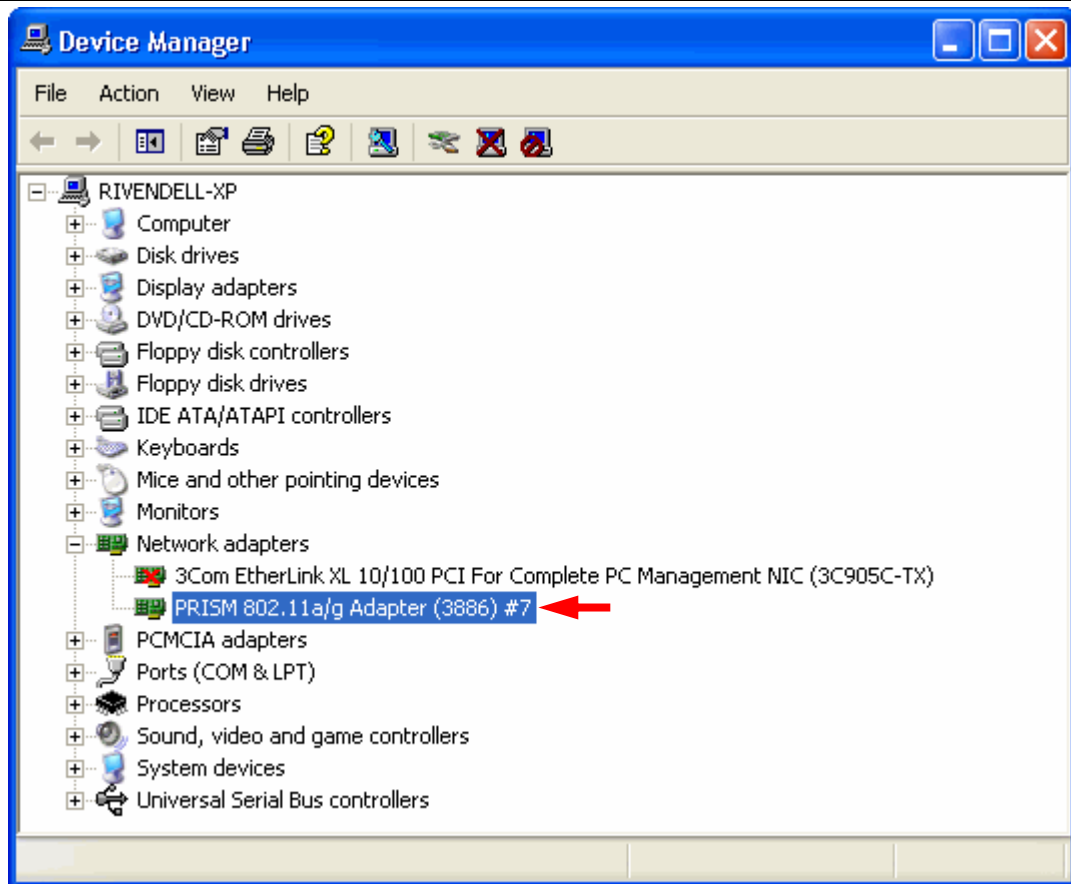 Device Manager
File Action View Help
RIVENDELL-XP
Computer
Disk drives
Display adapters
DVD/CD-ROM drives
Floppy disk controllers
Floppy disk drives
IDE ATA/ATAPI controllers
Keyboards
Mice and other pointing devices
Monitors
Network adapters
3Com EtherLink XL 10/100 PCI For Complete PC Management NIC (3C905C-TX)
PRISM 802.11a/g Adapter (3886) #7
PCMCIA adapters
Ports (COM & LPT)
Processors
Sound, video and game controllers
System devices
Universal Serial Bus controllers